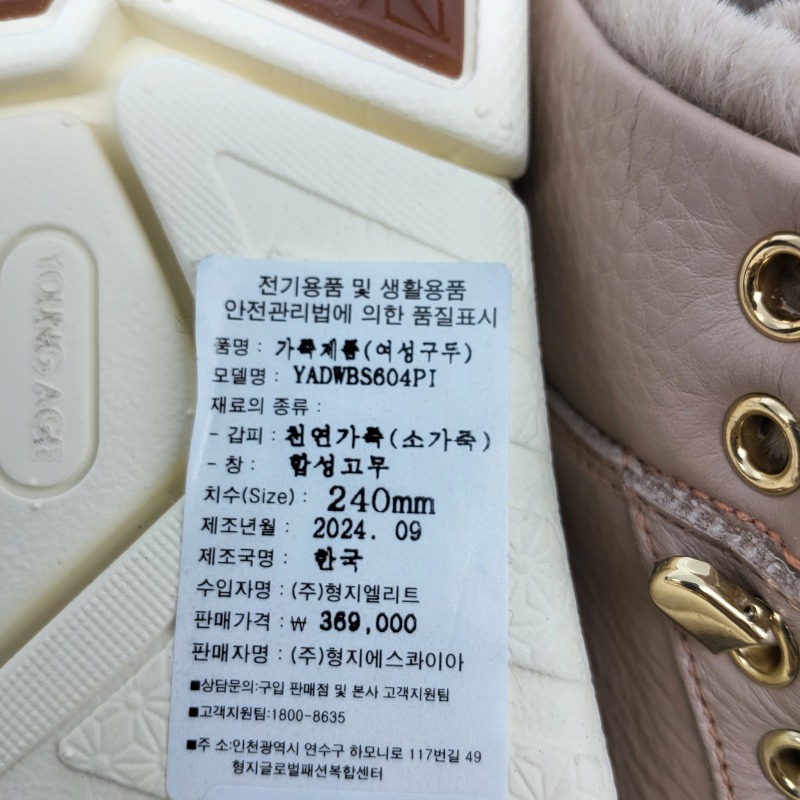 YOUNG AGE
전기용품 및 생활용품
안전관리법에 의한 품질표시
품명 : 가죽제품(여성구두)
모델명 : YADWBS604PI
재료의 종류 :
- 갑피 : 천연가죽(소가죽)
- 창 : 합성고무
치수(Size) : 240mm
제조년월 : 2024. 09
제조국명 : 한국
수입자명 : (주)형지엘리트
판매가격 : ₩ 369,000
판매자명 : (주)형지에스콰이아
■상담문의:구입 판매점 및 본사 고객지원팀
■고객지원팀:1800-8635
■주 소:인천광역시 연수구 하모니로 117번길 49
형지글로벌패션복합센터